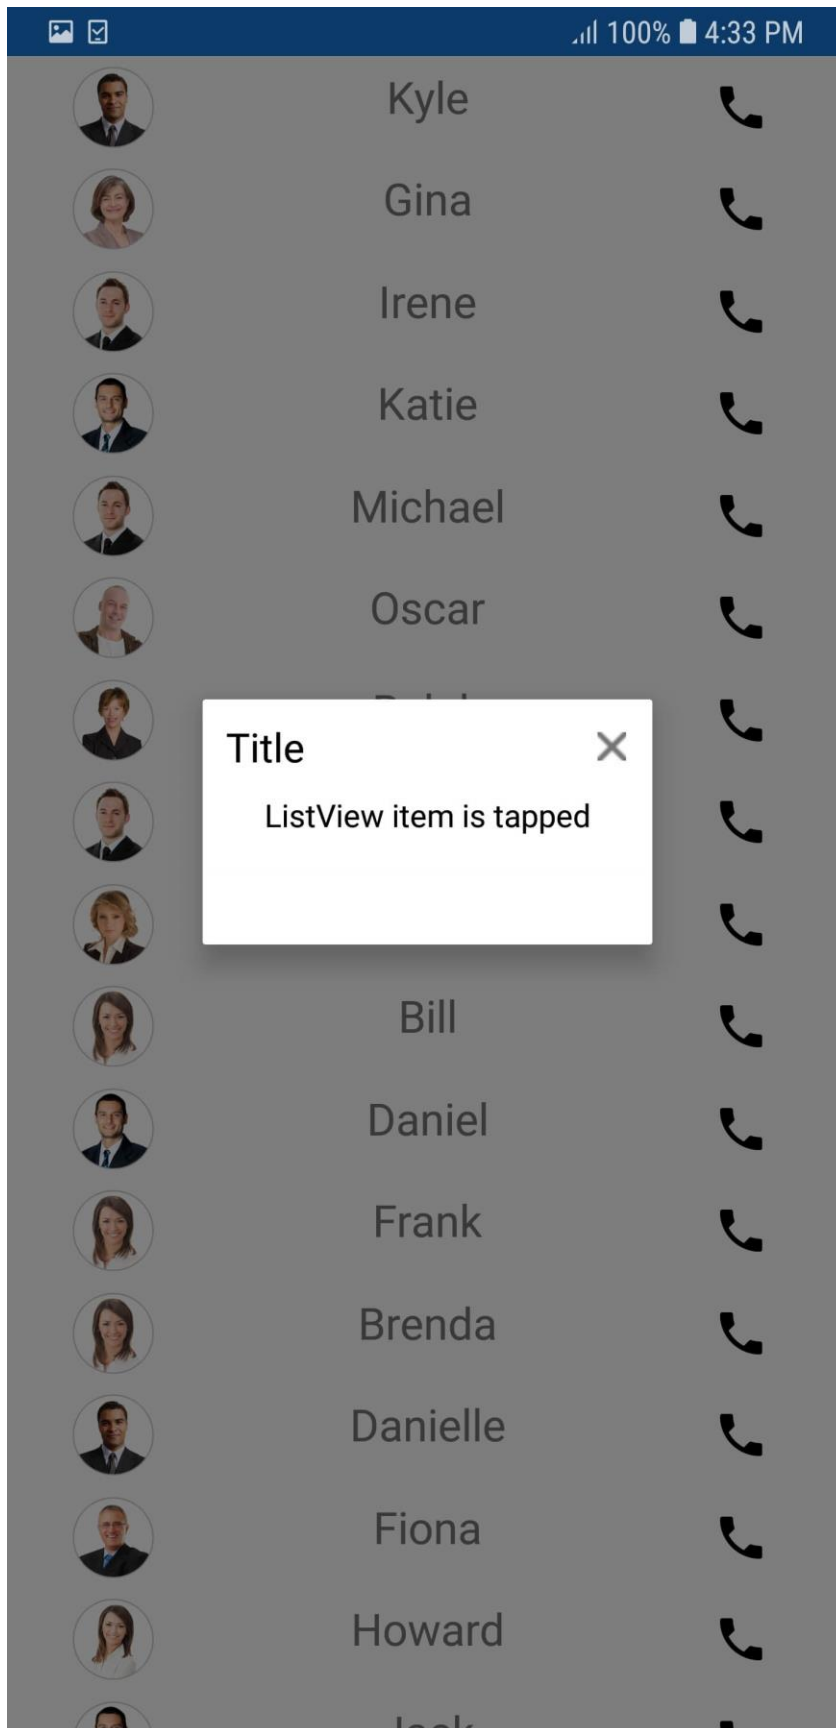 100% 4:33 PM
Kyle
Gina
Irene
Katie
Michael
Oscar
Title
ListView item is tapped
Bill
Daniel
Frank
Brenda
Danielle
Fiona
Howard